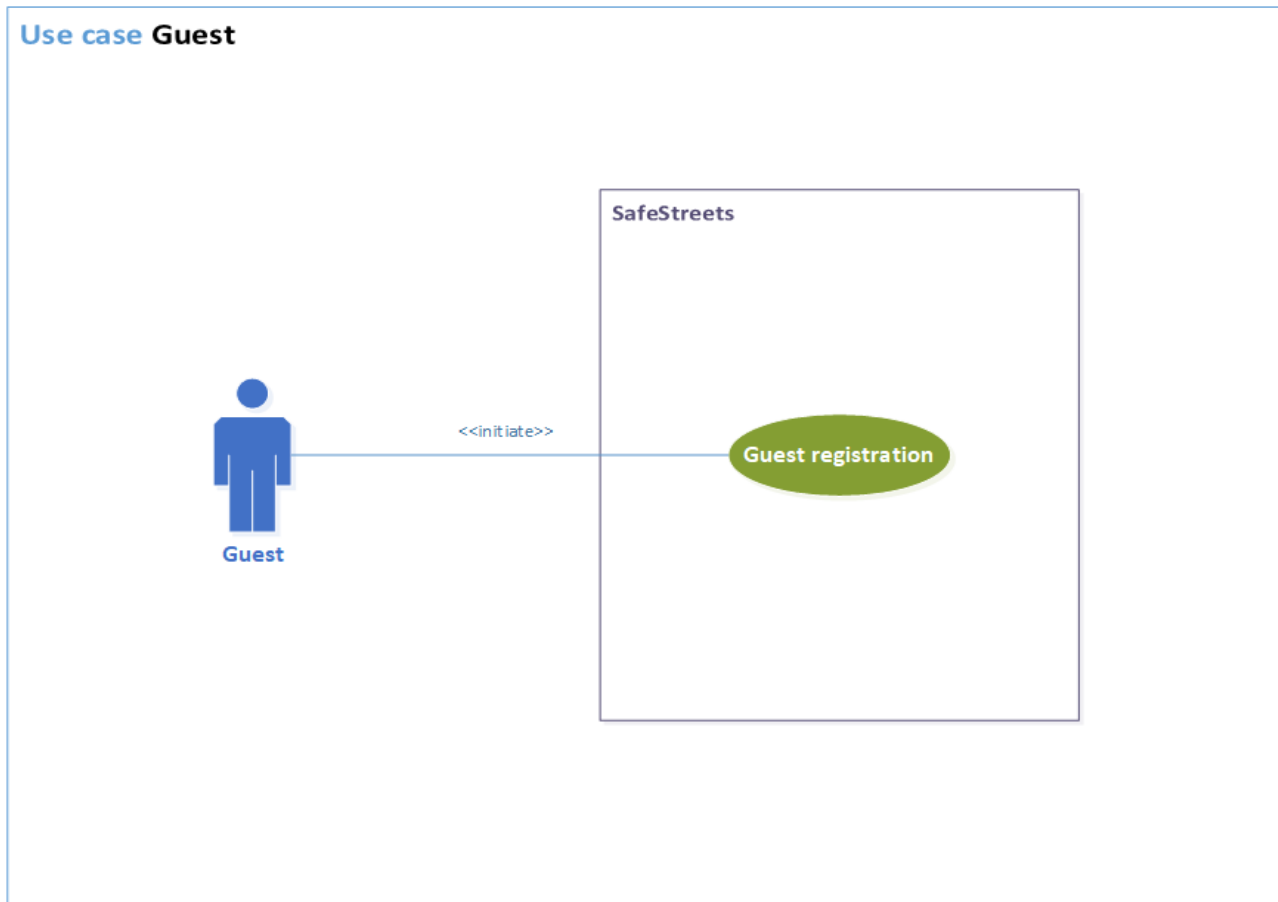 Use case Guest
SafeStreets
<<initiate>>
Guest registration
Guest